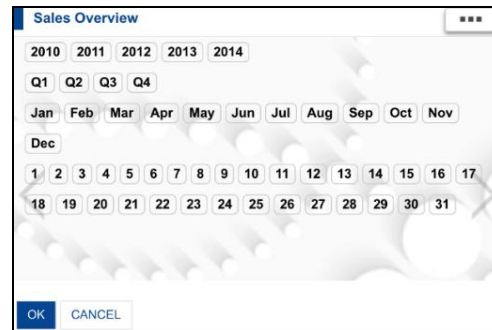 Sales Overview
2010 2011 2012 2013 2014
Q1 Q2 Q3 Q4
Jan Feb Mar Apr May Jun Jul Aug Sep Oct Nov
Dec
1 2 3 4 5 6 7 8 9 10 11 12 13 14 15 16 17
18 19 20 21 22 23 24 25 26 27 28 29 30 31
OK CANCEL